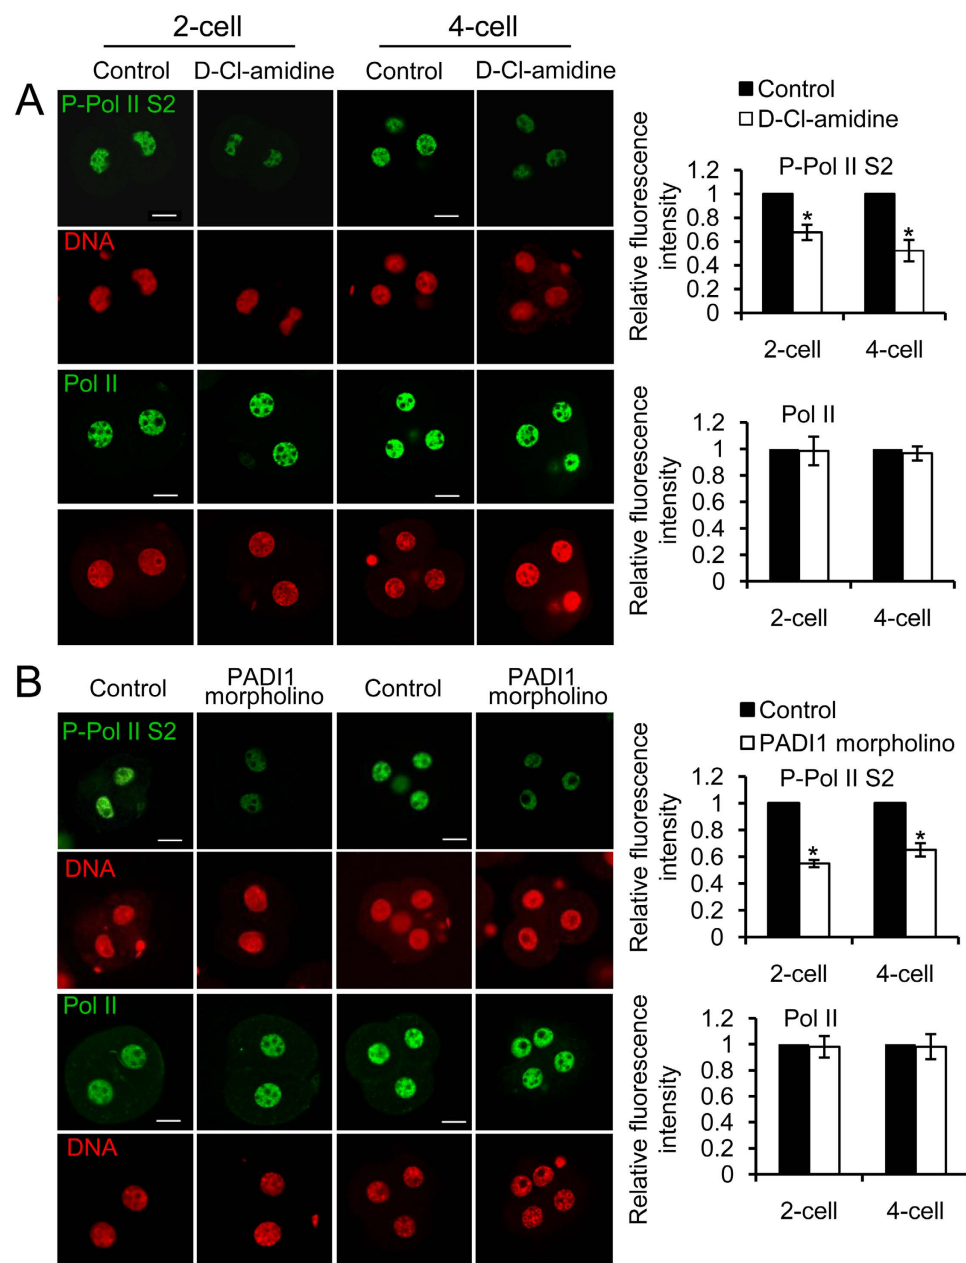 2-cell 4-cell
Control D-Cl-amidine Control D-Cl-amidine
A
P-Pol II S2
DNA
Pol II
Control
D-Cl-amidine
P-Pol II S2
Relative fluorescence
intensity
1.2
1
0.8
0.6
0.4
0.2
0
*
*
2-cell 4-cell
Pol II
Relative fluorescence
intensity
1.2
1
0.8
0.6
0.4
0.2
0
2-cell 4-cell
B
Control PADI1 morpholino Control PADI1 morpholino
P-Pol II S2
DNA
Pol II
DNA
Control
PADI1 morpholino
P-Pol II S2
Relative fluorescence
intensity
1.2
1
0.8
0.6
0.4
0.2
0
*
*
2-cell 4-cell
Pol II
Relative fluorescence
intensity
1.2
1
0.8
0.6
0.4
0.2
0
2-cell 4-cell